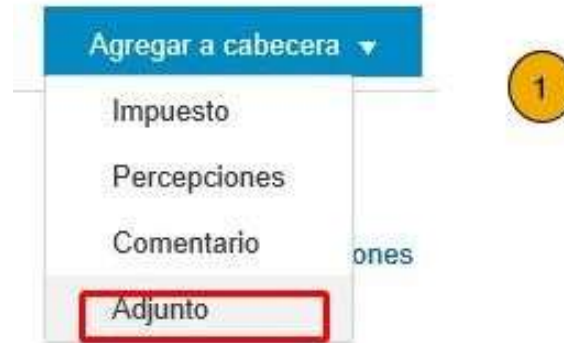 Agregar a cabecera
1
Impuesto
Percepciones
Comentario
ones
Adjunto